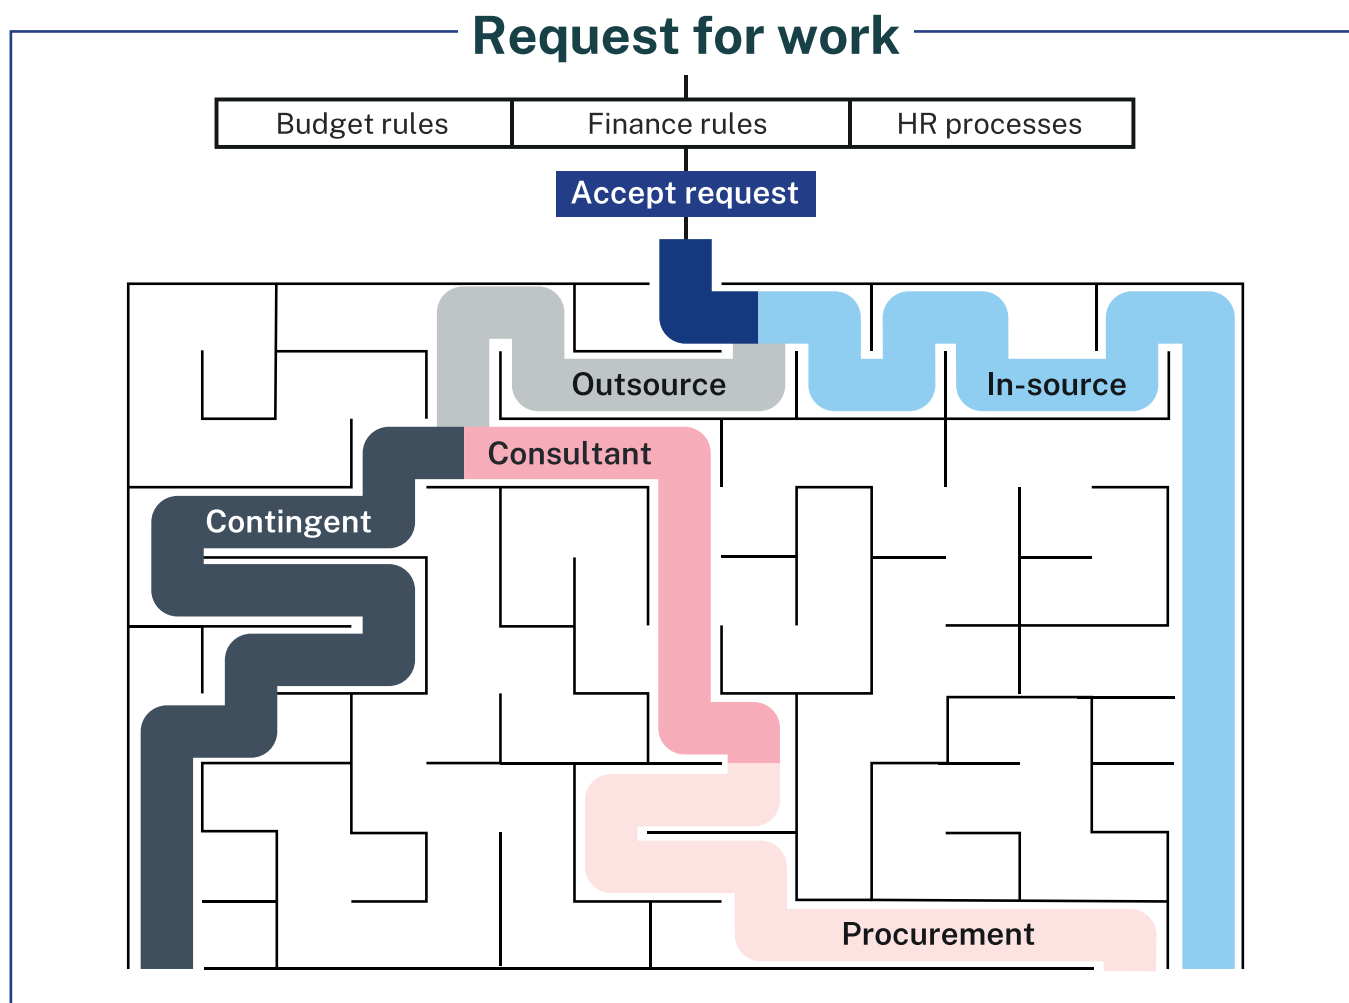 Request for work
Budget rules
Finance rules
HR processes
Accept request
Outsource
In-source
Consultant
Contingent
Procurement